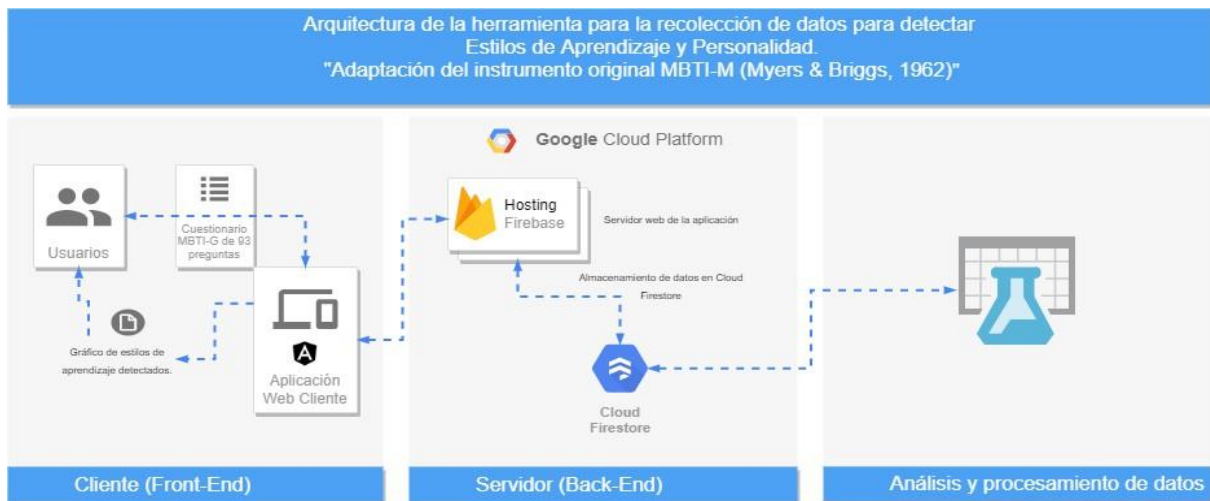 Arquitectura de la herramienta para la recolección de datos para detectar
Estilos de Aprendizaje y Personalidad.
"Adaptación del instrumento original MBTI-M (Myers & Briggs, 1962)"
Usuarios
Cuestionario
MBTI-G de 93
preguntas
Gráfico de estilos de
aprendizaje detectados.
Aplicación
Web Cliente
Cliente (Front-End)
Google Cloud Platform
Hosting
Firebase
Servidor web de la aplicación
Almacenamiento de datos en Cloud
Firestore
Cloud
Firestore
Servidor (Back-End)
Análisis y procesamiento de datos